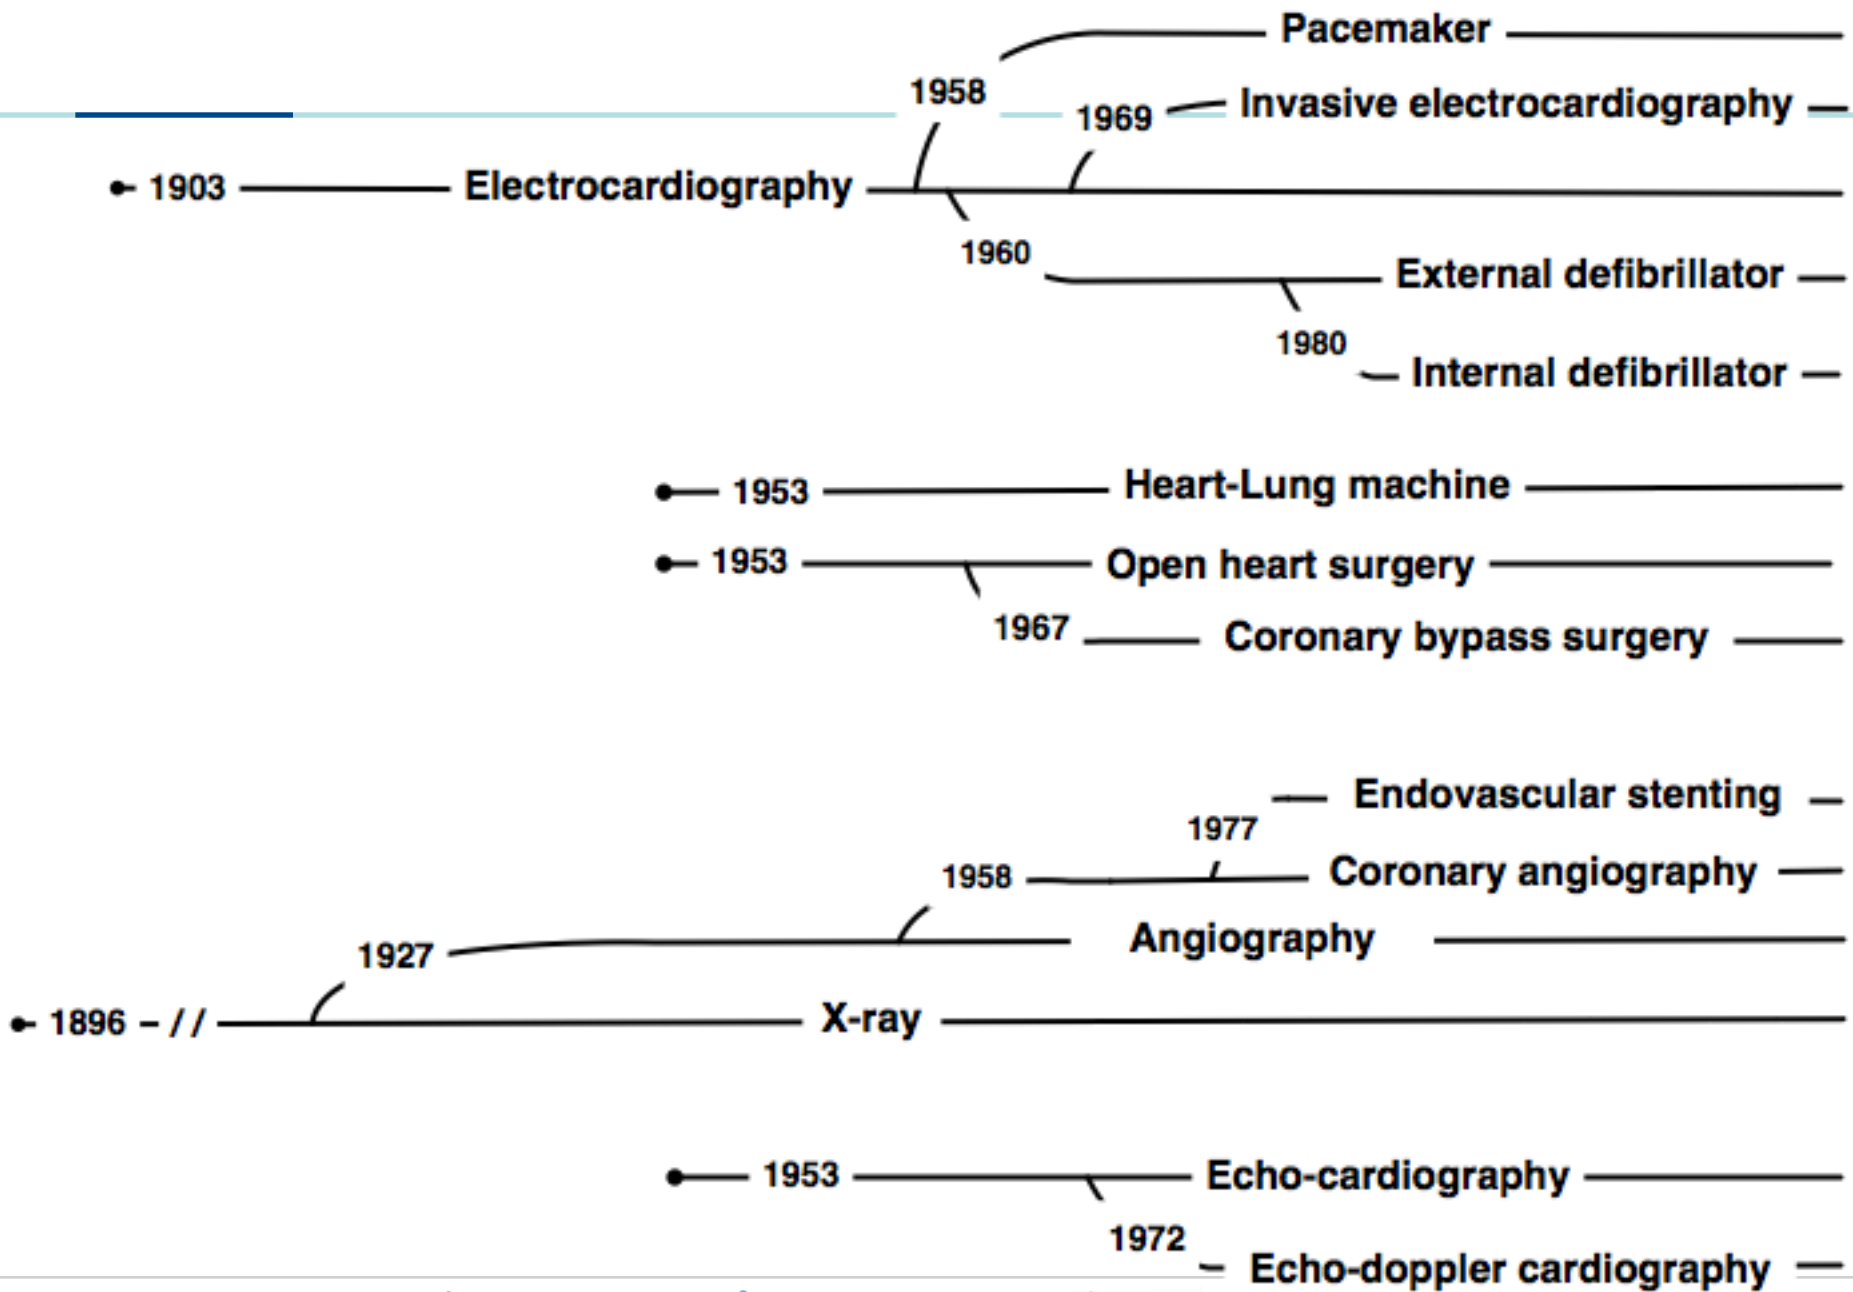 Pacemaker
1958
1969 Invasive electrocardiography
1903 Electrocardiography
1960
External defibrillator
1980
Internal defibrillator
1953 Heart-Lung machine
1953 Open heart surgery
1967 Coronary bypass surgery
Endovascular stenting
1977
1958 Coronary angiography
Angiography
1927
1896 – // X-ray
1953 Echo-cardiography
1972
Echo-doppler cardiography